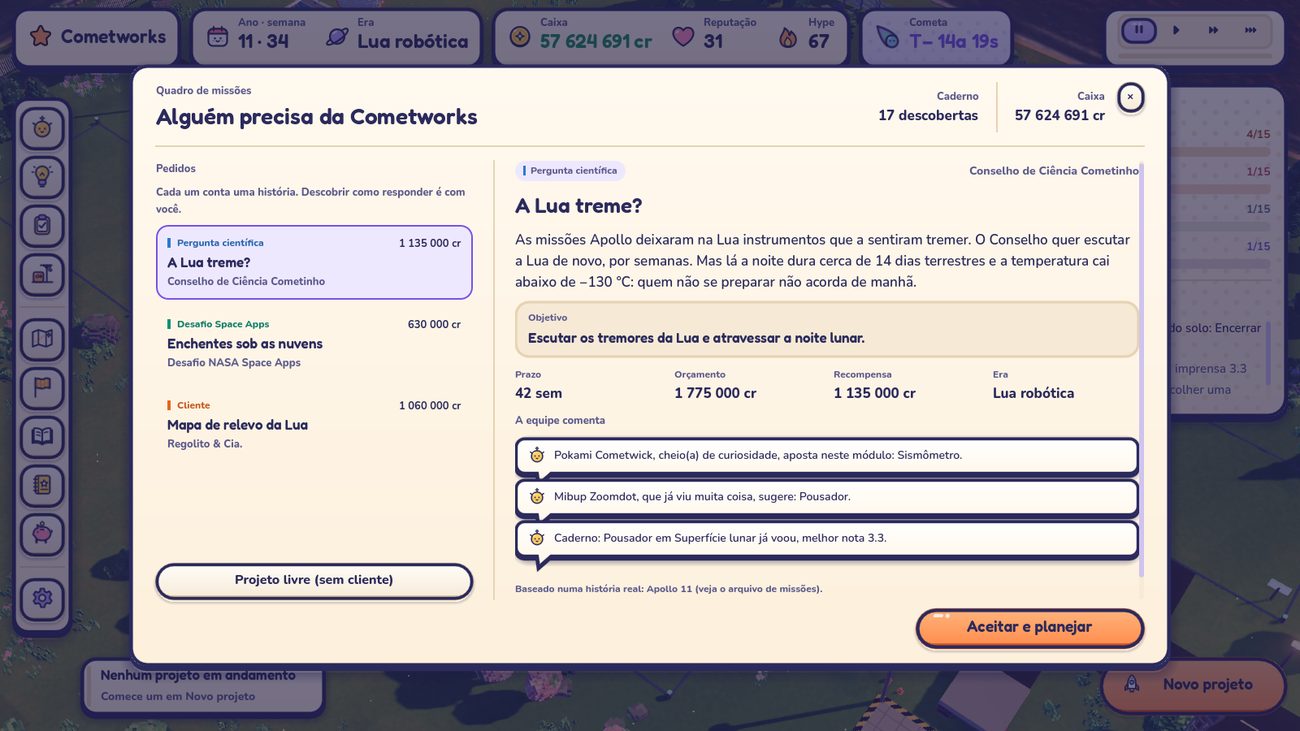 Cometworks
Ano · semana
11 · 34
Era
Lua robótica
Caixa
57 624 691 cr
Reputação
31
Hype
67
Cometa
T− 14a 19s
Quadro de missões
Alguém precisa da Cometworks
Caderno
17 descobertas
Caixa
57 624 691 cr
×
Pedidos
Cada um conta uma história. Descobrir como responder é com
você.
Pergunta científica
1 135 000 cr
A Lua treme?
Conselho de Ciência Cometinho
Desafio Space Apps
630 000 cr
Enchentes sob as nuvens
Desafio NASA Space Apps
Cliente
1 060 000 cr
Mapa de relevo da Lua
Regolito & Cia.
Projeto livre (sem cliente)
Pergunta científica
Conselho de Ciência Cometinho
A Lua treme?
As missões Apollo deixaram na Lua instrumentos que a sentiram tremer. O Conselho quer escutar
a Lua de novo, por semanas. Mas lá a noite dura cerca de 14 dias terrestres e a temperatura cai
abaixo de −130 °C: quem não se preparar não acorda de manhã.
Objetivo
Escutar os tremores da Lua e atravessar a noite lunar.
Prazo
42 sem
Orçamento
1 775 000 cr
Recompensa
1 135 000 cr
Era
Lua robótica
A equipe comenta
Pokami Cometwick, cheio(a) de curiosidade, aposta neste módulo: Sismômetro.
Mibup Zoomdot, que já viu muita coisa, sugere: Pousador.
Caderno: Pousador em Superfície lunar já voou, melhor nota 3.3.
Baseado numa história real: Apollo 11 (veja o arquivo de missões).
Aceitar e planejar
4/15
1/15
1/15
1/15
do solo: Encerrar
imprensa 3.3
colher uma
Nenhum projeto em andamento
Comece um em Novo projeto
Novo projeto